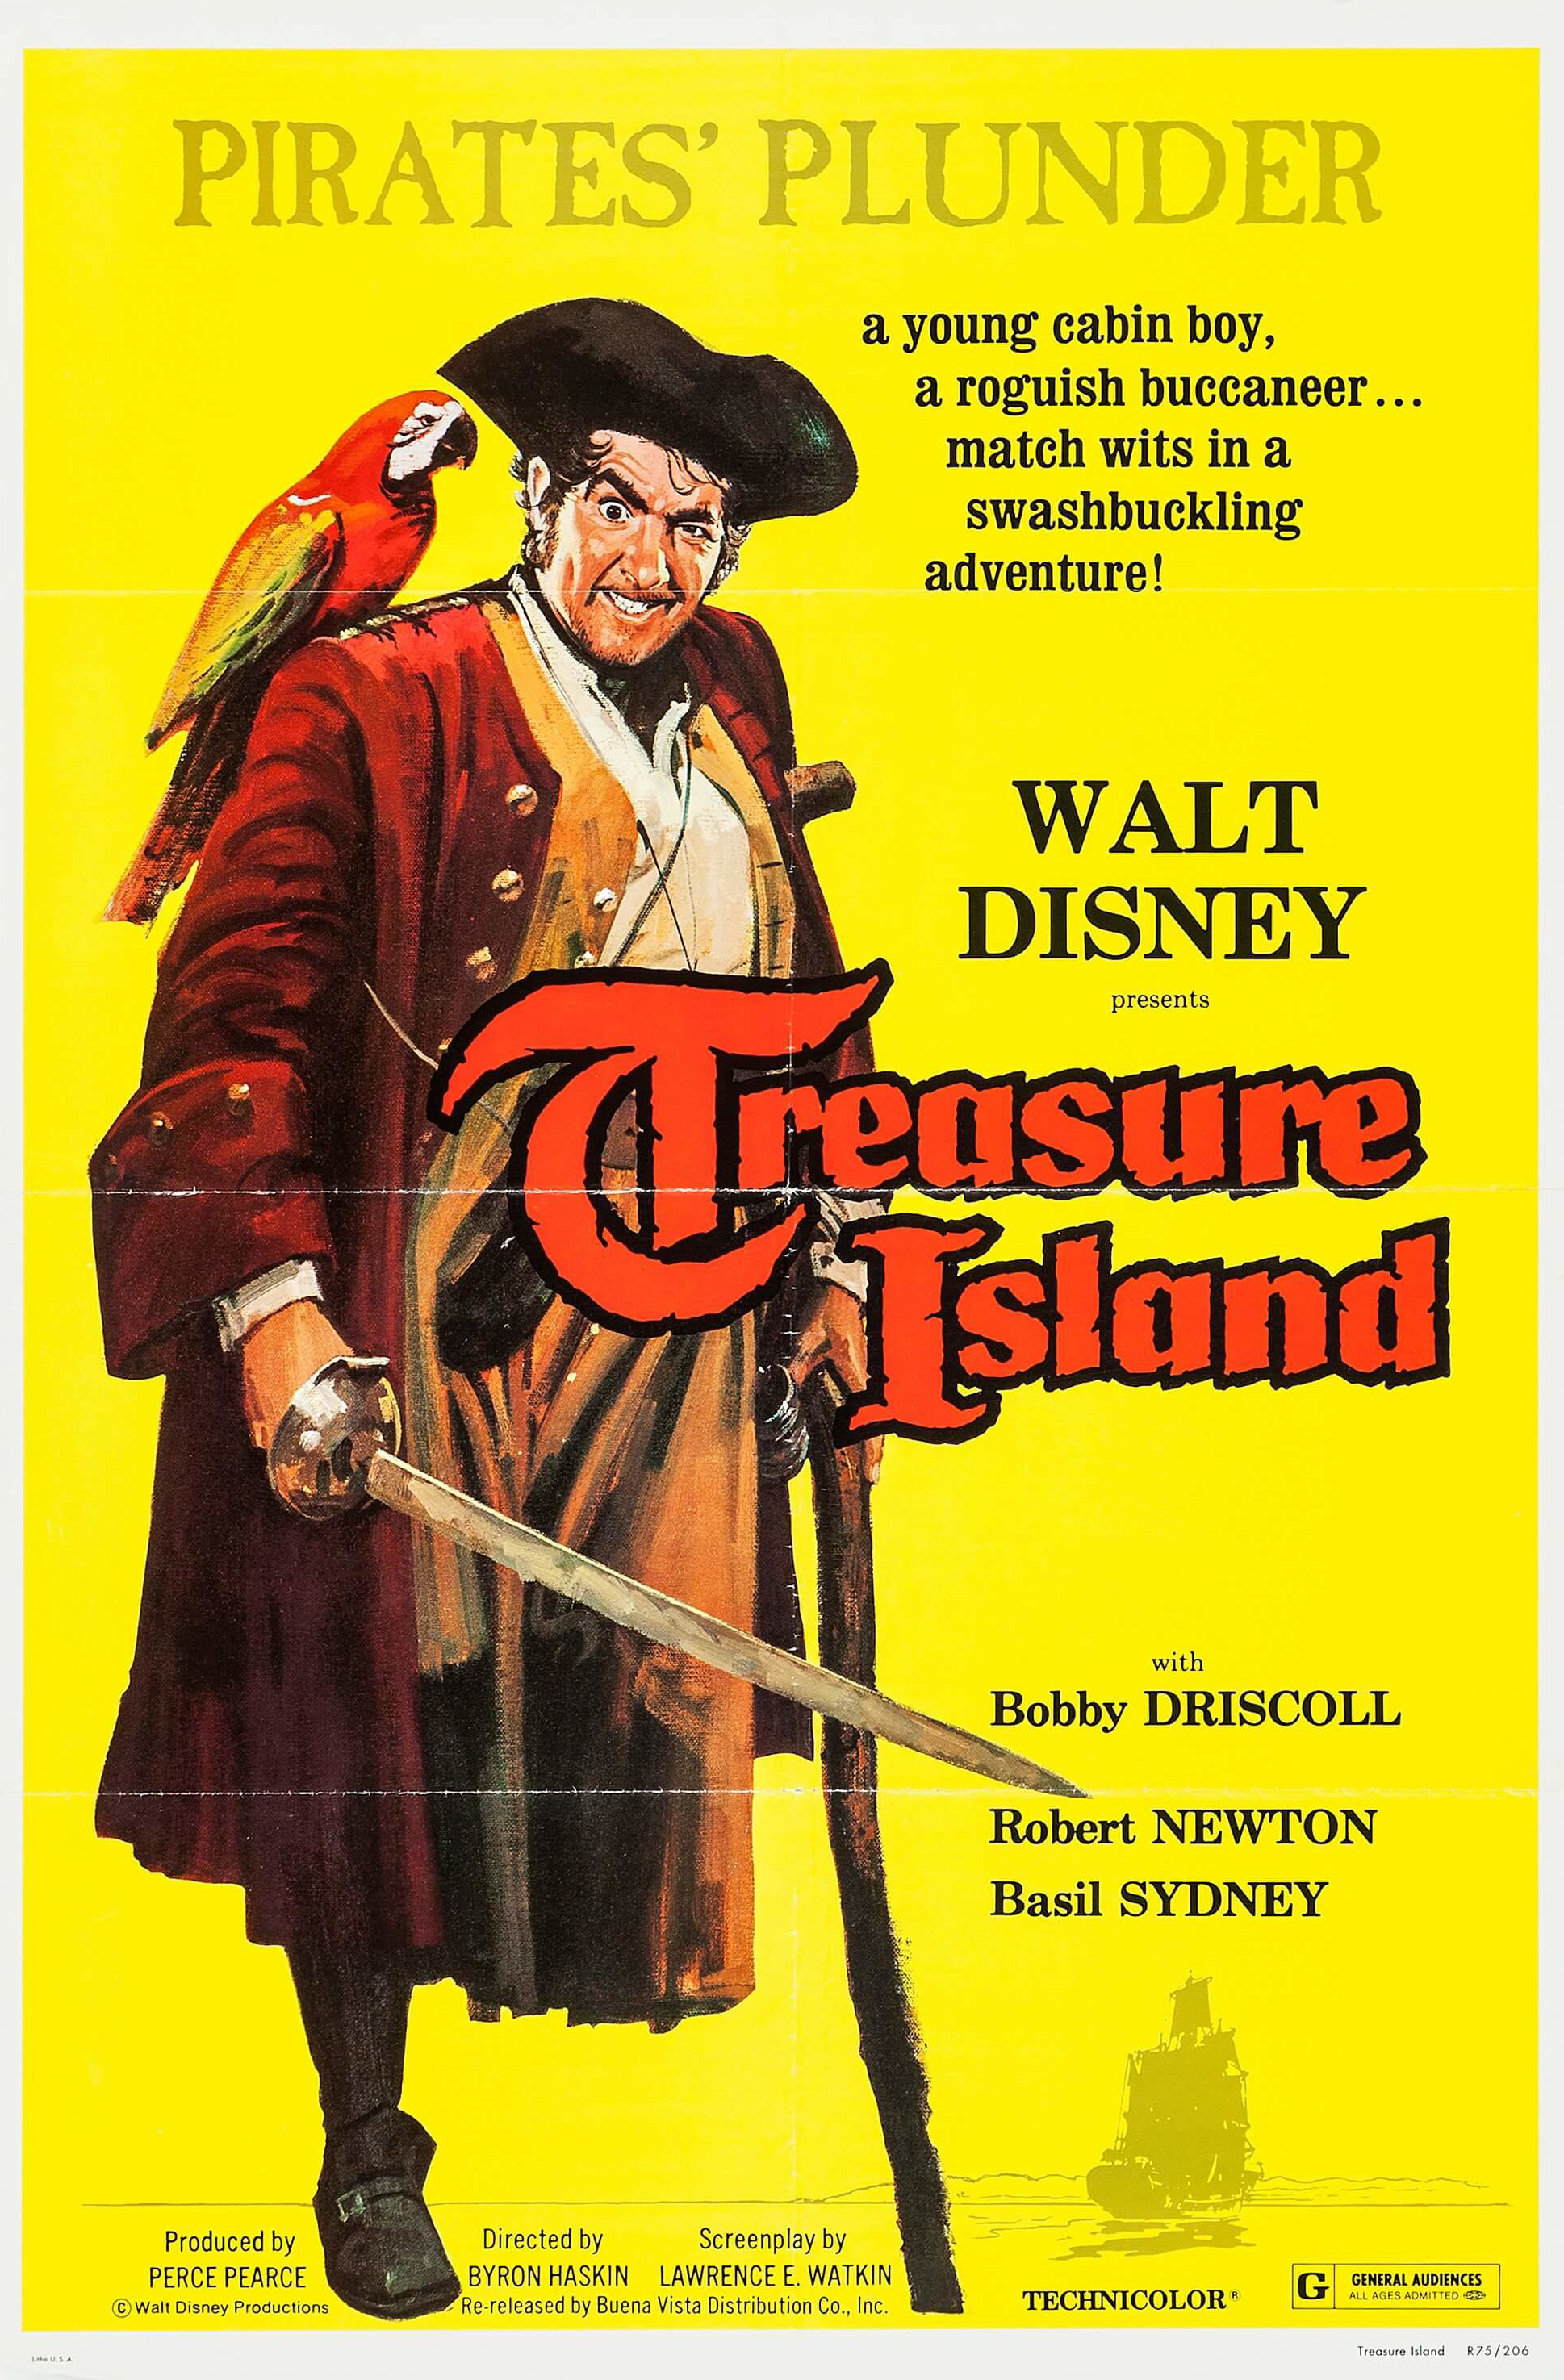 PIRATES’ PLUNDER
a young cabin boy,
a roguish buccaneer...
match wits in a
swashbuckling
adventure!
WALT
DISNEY
presents
Treasure
Island
with
Bobby DRISCOLL
Robert NEWTON
Basil SYDNEY
Produced by
PERCE PEARCE
© Walt Disney Productions
Directed by
BYRON HASKIN
Screenplay by
LAWRENCE E. WATKIN
Re-released by Buena Vista Distribution Co., Inc.
TECHNICOLOR®
G GENERAL AUDIENCES
ALL AGES ADMITTED
Litho U.S.A.
Treasure Island R75/206